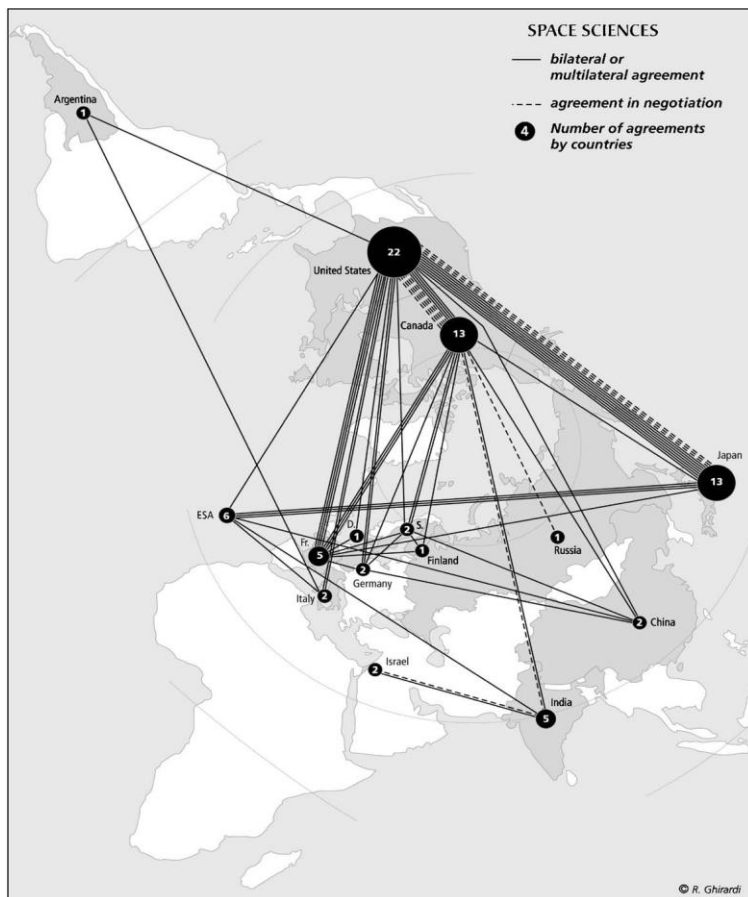 SPACE SCIENCES
bilateral or
multilateral agreement
agreement in negotiation
4
Number of agreements
by countries
Argentina
1
22
United States
Canada
13
Japan
13
ESA
6
D.
1
S.
2
Fr.
5
1
Finland
1
Russia
2
Germany
Italy
2
2
China
Israel
2
India
5
© R. Ghirardi